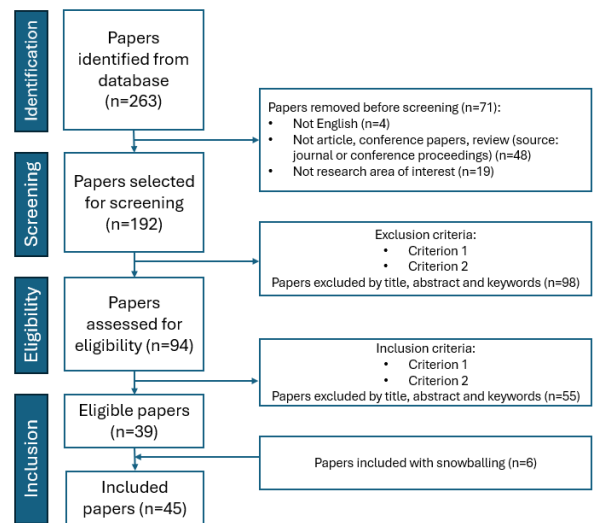 Identification
Papers
identified from
database
(n=263)
Papers removed before screening (n=71):
• Not English (n=4)
• Not article, conference papers, review (source:
journal or conference proceedings) (n=48)
• Not research area of interest (n=19)
Screening
Papers selected
for screening
(n=192)
Exclusion criteria:
• Criterion 1
• Criterion 2
Papers excluded by title, abstract and keywords (n=98)
Eligibility
Papers
assessed for
eligibility (n=94)
Inclusion criteria:
• Criterion 1
• Criterion 2
Papers excluded by title, abstract and keywords (n=55)
Inclusion
Eligible papers
(n=39)
Papers included with snowballing (n=6)
Included
papers (n=45)